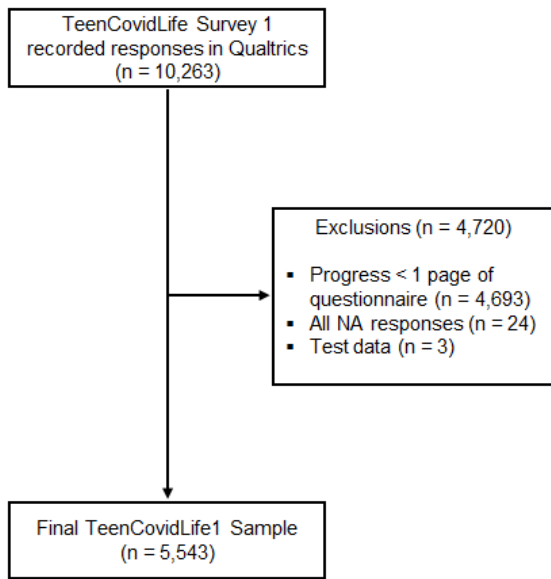 TeenCovidLife Survey 1
recorded responses in Qualtrics
(n = 10,263)
Exclusions (n = 4,720)
▪ Progress < 1 page of
questionnaire (n = 4,693)
▪ All NA responses (n = 24)
▪ Test data (n = 3)
Final TeenCovidLife1 Sample
(n = 5,543)